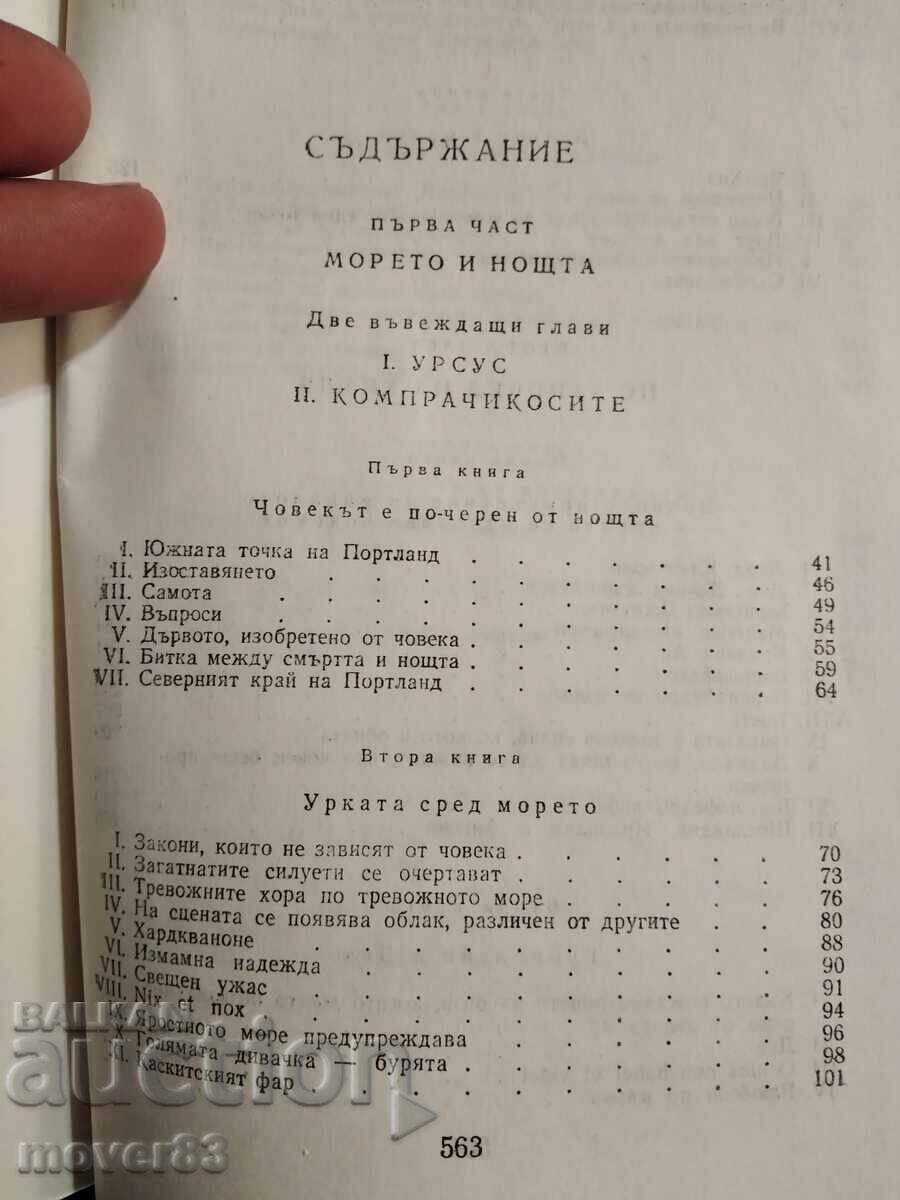 СЪДЪРЖАНИЕ
ПЪРВА ЧАСТ
МОРЕТО И НОЩТА
Две въвеждащи глави
I. УРСУС
II. КОМПРАЧИКОСИТЕ
Първа книга
Човекът е по-черен от нощта
I. Южната точка на Портланд . . . . . . . 41
II. Изоставянето . . . . . . . . . 46
III. Самота . . . . . . . . . . 49
IV. Въпроси . . . . . . . . . 54
V. Дървото, изобретено от човека . . . . . . . 55
VI. Битка между смъртта и нощта . . . . . . . 59
VII. Северният край на Портланд . . . . . . . 64
Втора книга
Урката сред морето
I. Закони, които не зависят от човека . . . . . . 70
II. Загатнатите силуети се очертават . . . . . . 73
III. Тревожните хора по тревожното море . . . . . 76
IV. На сцената се появява облак, различен от другите . . 80
V. Хардкваноне . . . . . . . . . . 88
VI. Измамна надежда . . . . . . . . . 90
VII. Свещен ужас . . . . . . . . . . 91
VIII. Nix et nox . . . . . . . . . . 94
IX. Яростното море предупреждава . . . . . . 96
X. Голямата дивачка — бурята . . . . . . . 98
XI. Каскитският фар . . . . . . . . . 101
563
BALKAN
auction
mover83